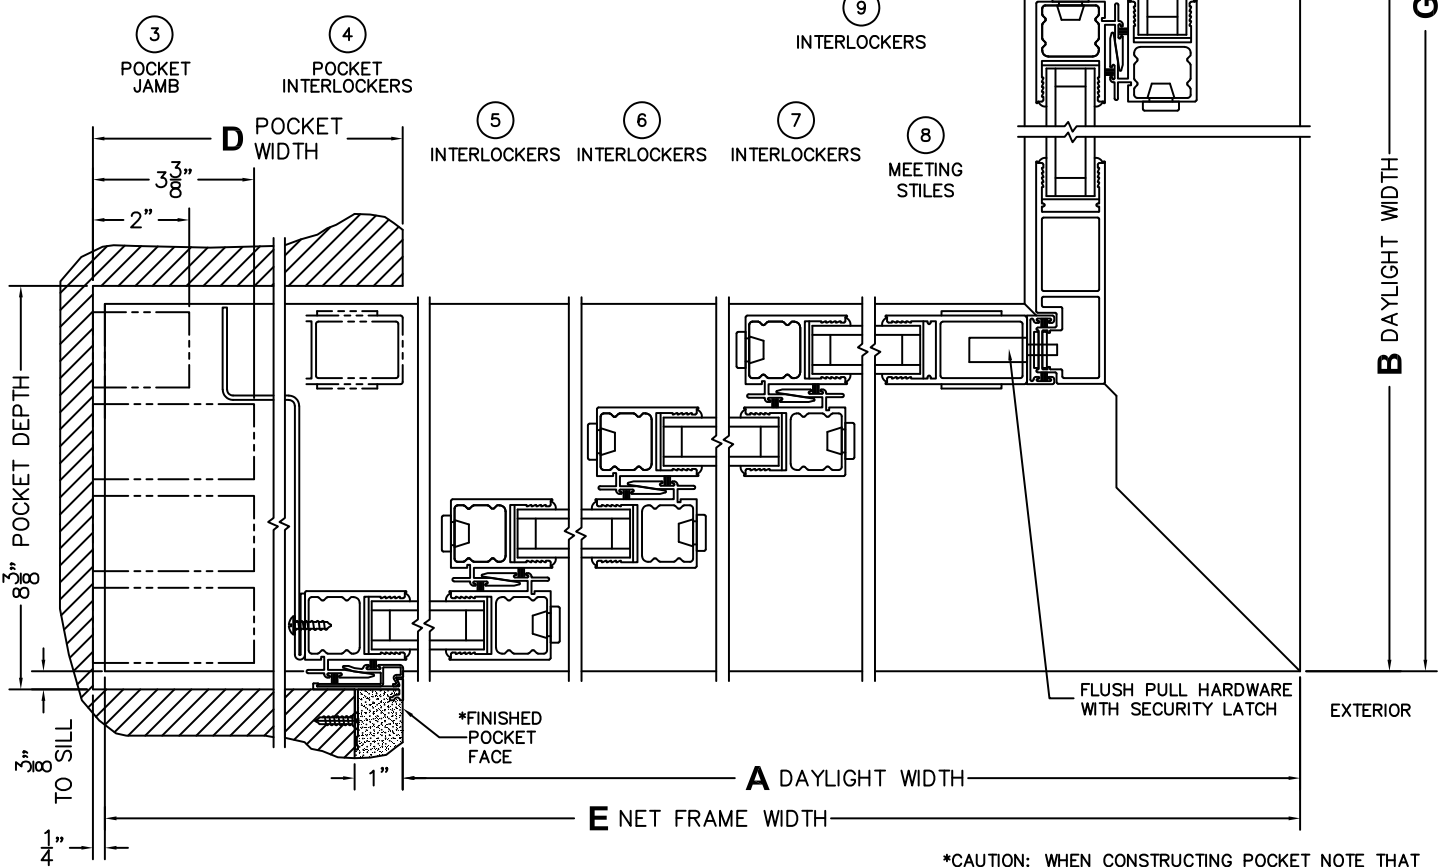 9
INTERLOCKERS
G
3
POCKET
JAMB
4
POCKET
INTERLOCKERS
5
INTERLOCKERS
6
INTERLOCKERS
7
INTERLOCKERS
8
MEETING
STILES
D POCKET
WIDTH
3 3/8"
2"
8 3/8" POCKET DEPTH
B DAYLIGHT WIDTH
3/8" TO SILL
*FINISHED
POCKET
FACE
FLUSH PULL HARDWARE
WITH SECURITY LATCH
EXTERIOR
1"
A DAYLIGHT WIDTH
E NET FRAME WIDTH
1/4"
*CAUTION: WHEN CONSTRUCTING POCKET NOTE THAT